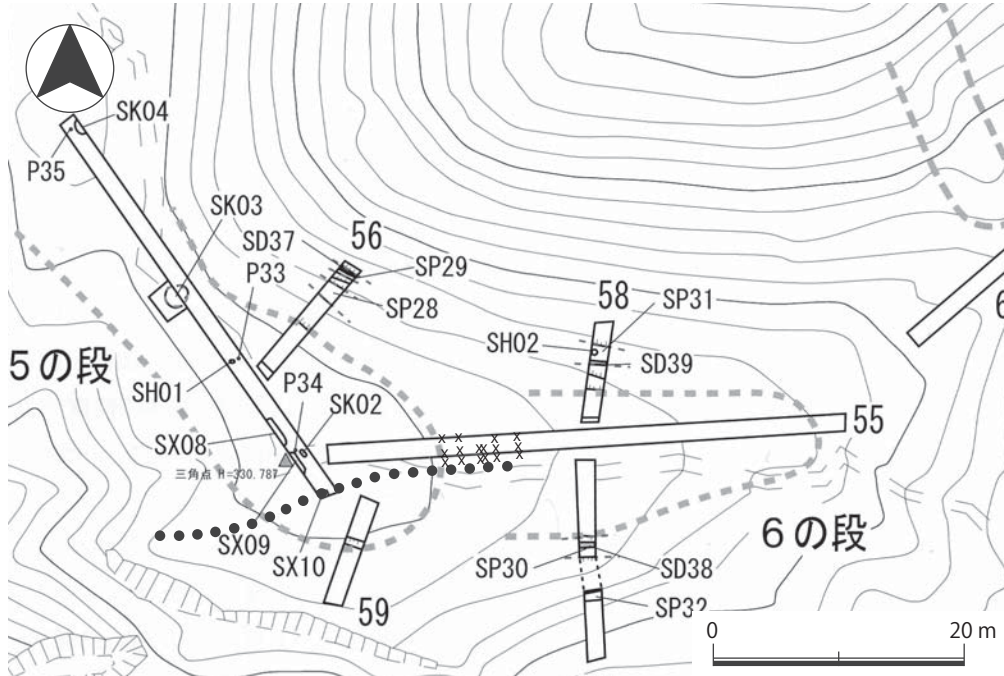 SK04
P35
SK03
SD37
56
P33
SP29
SP28
58
SP31
SH02
SD39
6
5の段
SH01
P34
SK02
SX08
55
三角点 H=330.787
6の段
SX09
SX10
SP30
SD38
59
SP32
0
20 m